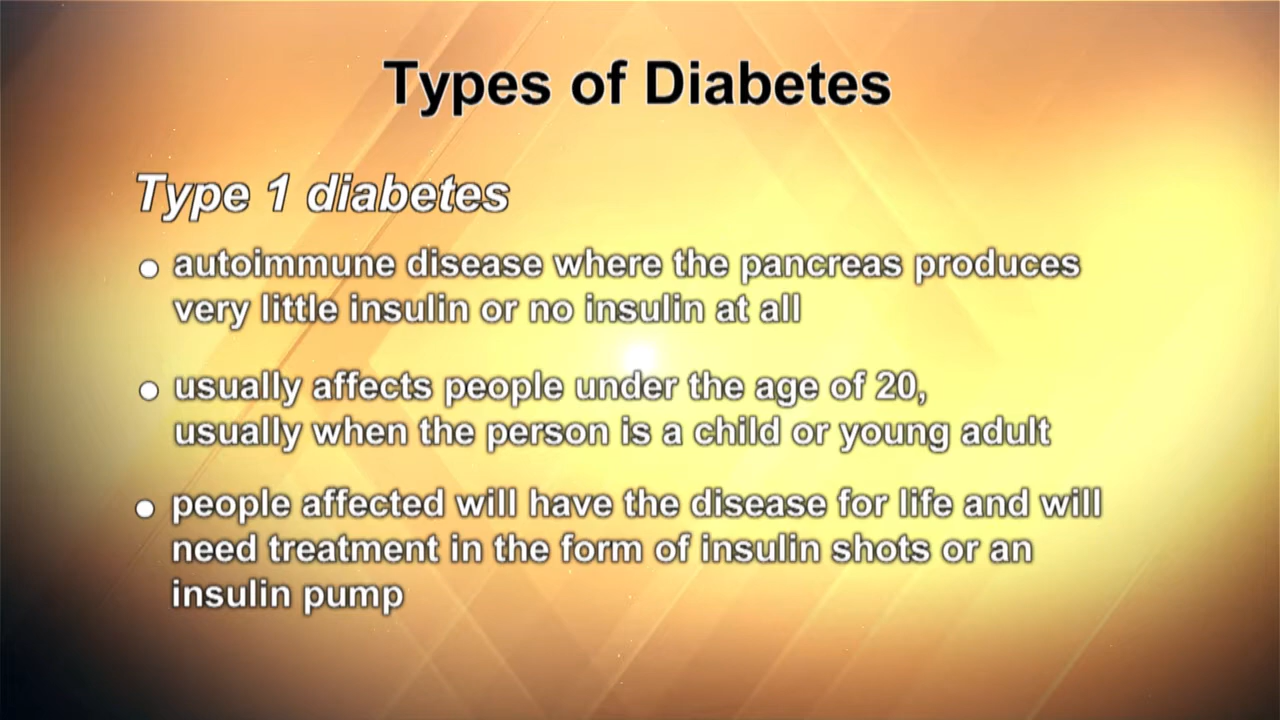 Types of Diabetes
Type 1 diabetes
• autoimmune disease where the pancreas produces
very little insulin or no insulin at all
• usually affects people under the age of 20,
usually when the person is a child or young adult
• people affected will have the disease for life and will
need treatment in the form of insulin shots or an
insulin pump